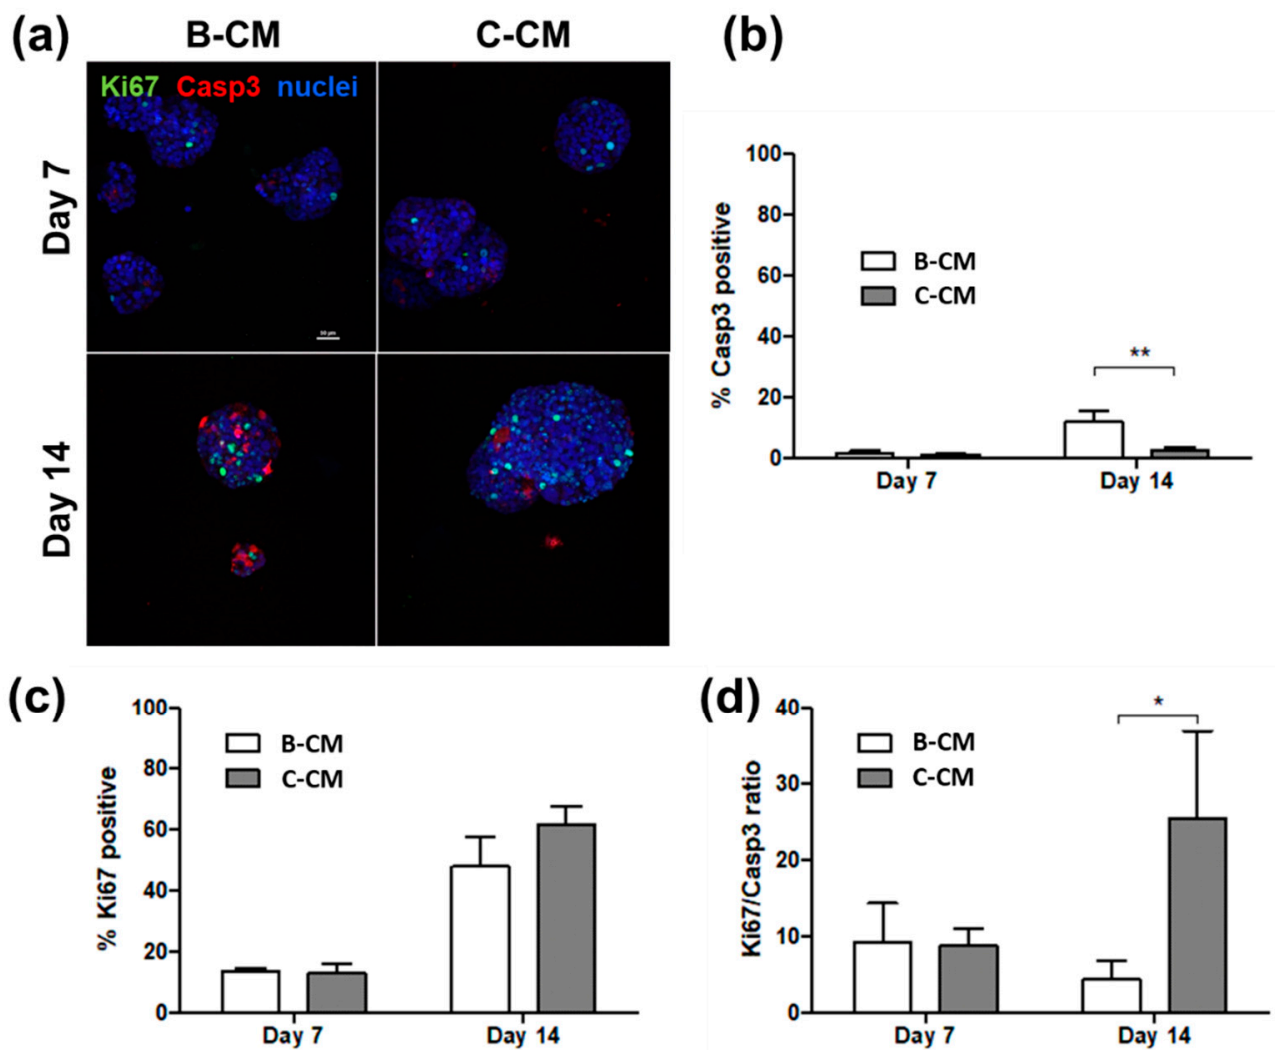 (a)
B-CM
C-CM
Ki67 Casp3 nuclei
Day 7
Day 14
(b)
100
80
60
40
20
0
% Casp3 positive
B-CM
C-CM
**
Day 7
Day 14
(c)
100
80
60
40
20
0
% Ki67 positive
B-CM
C-CM
Day 7
Day 14
(d)
40
30
20
10
0
Ki67/Casp3 ratio
B-CM
C-CM
*
Day 7
Day 14